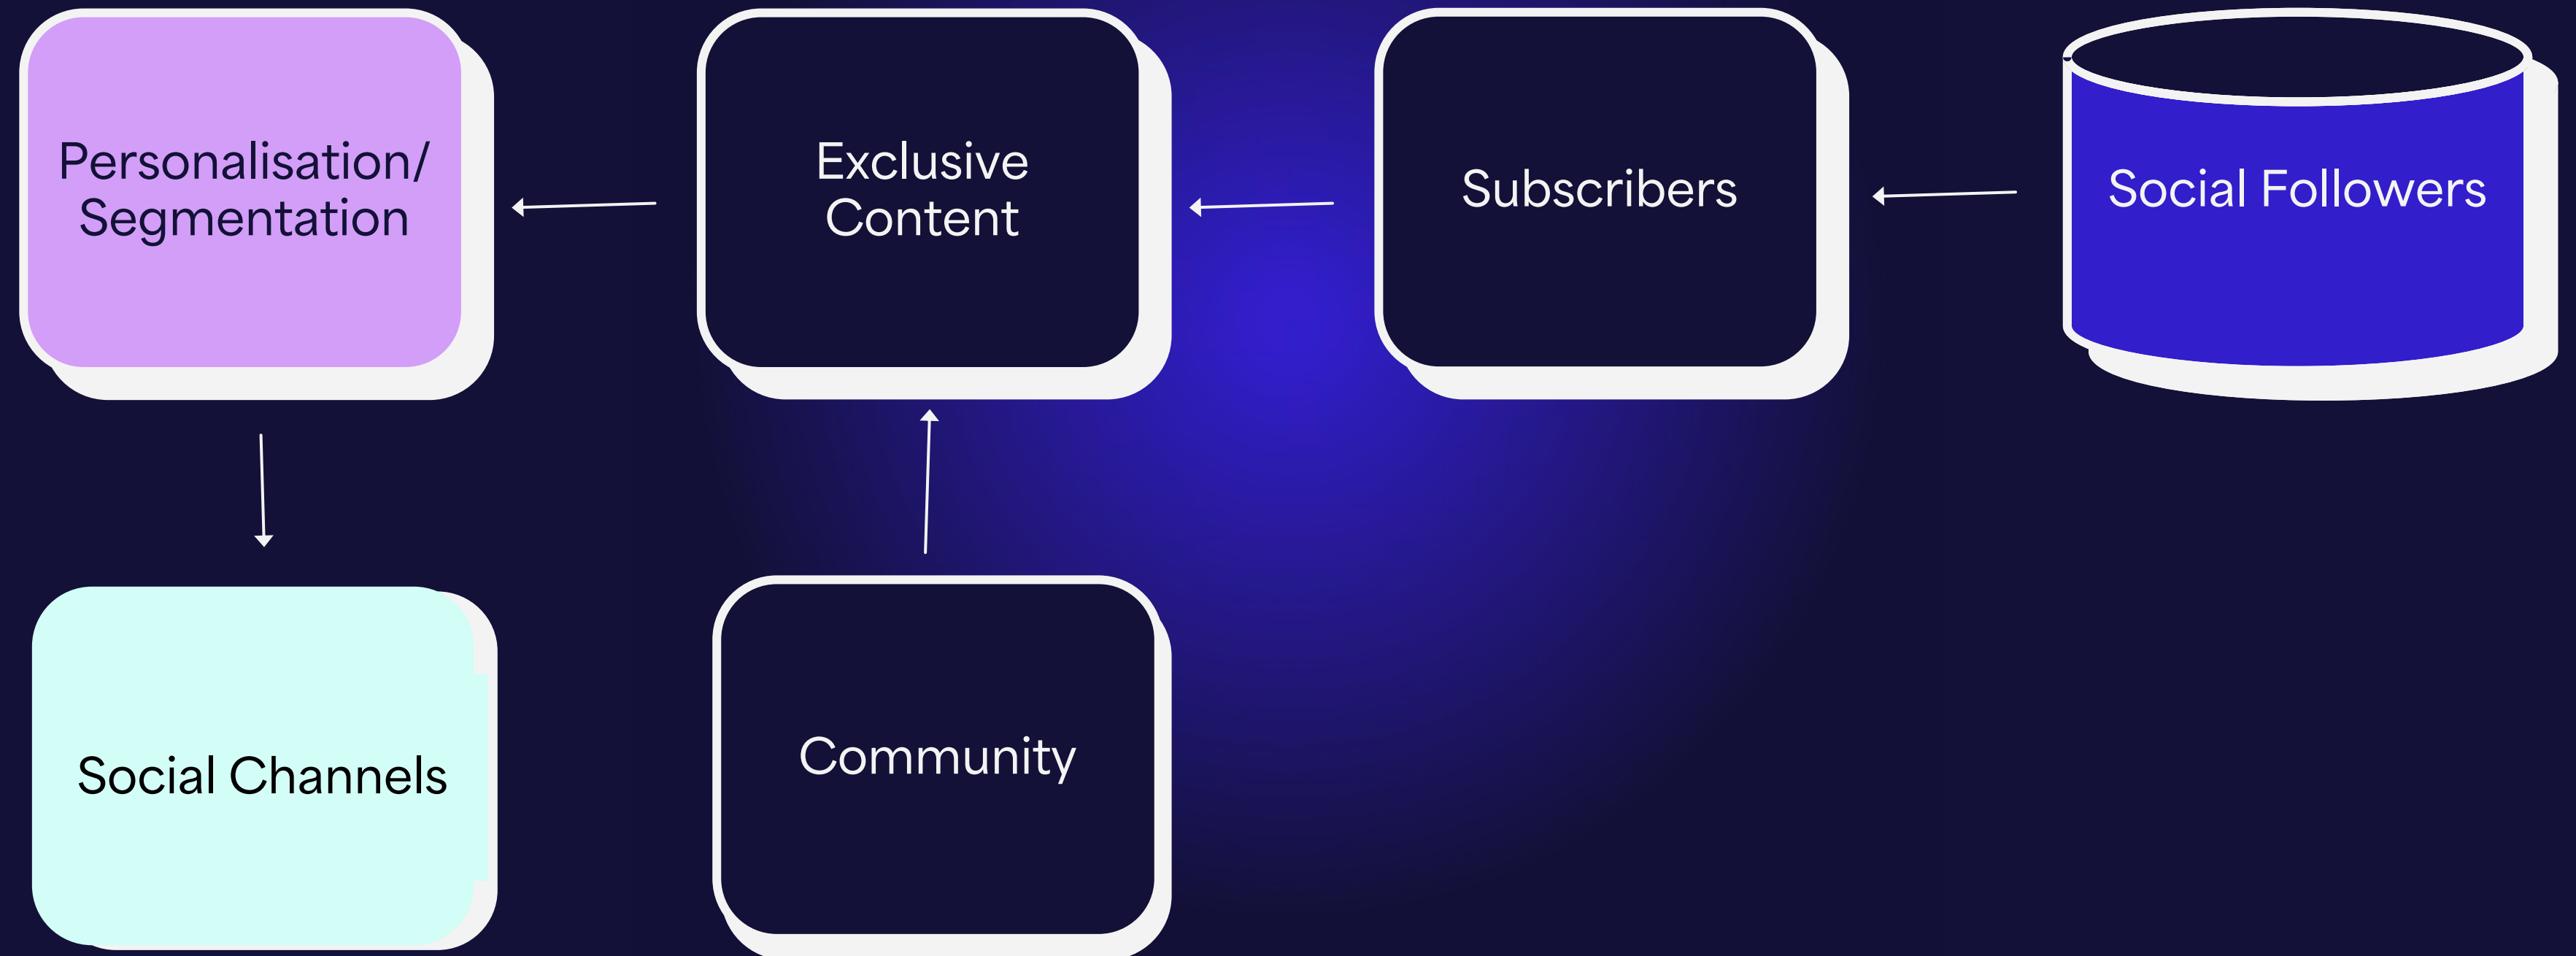 Personalisation/
Segmentation
Exclusive
Content
Subscribers
Social Followers
Social Channels
Community